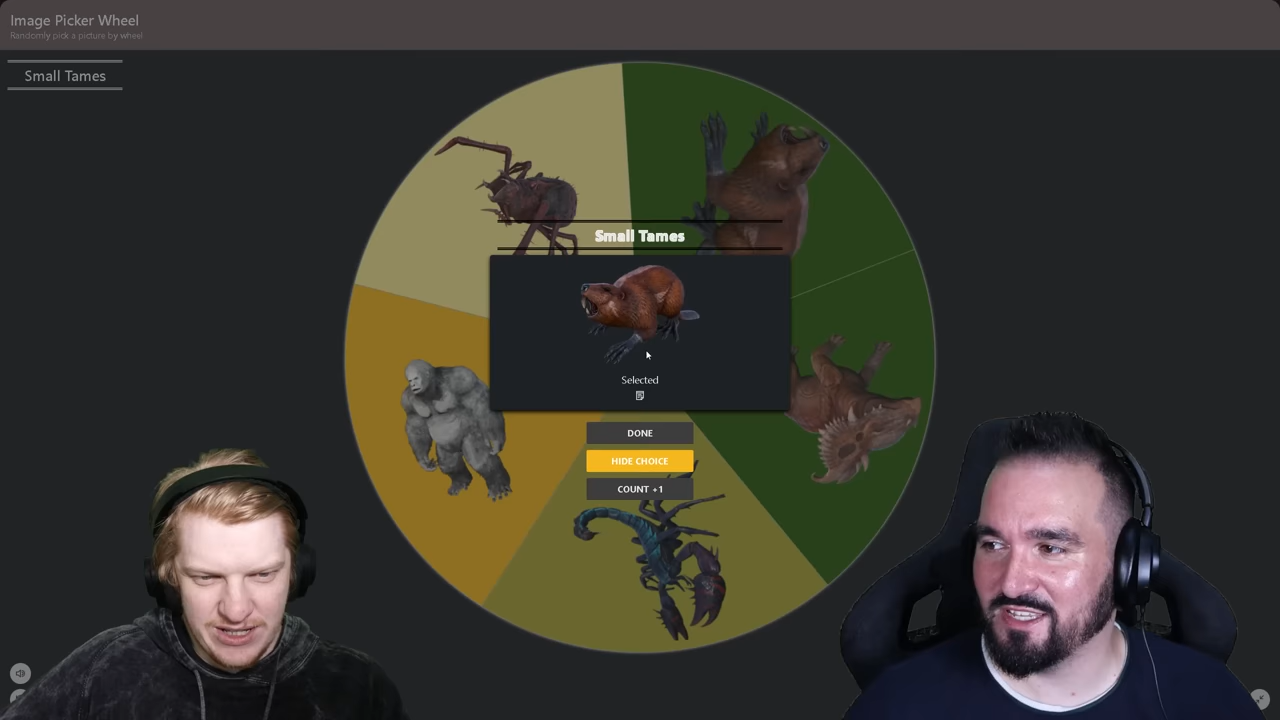 Image Picker Wheel
Randomly pick a picture by wheel
Small Tames
Small Tames
Selected
DONE
HIDE CHOICE
COUNT +1